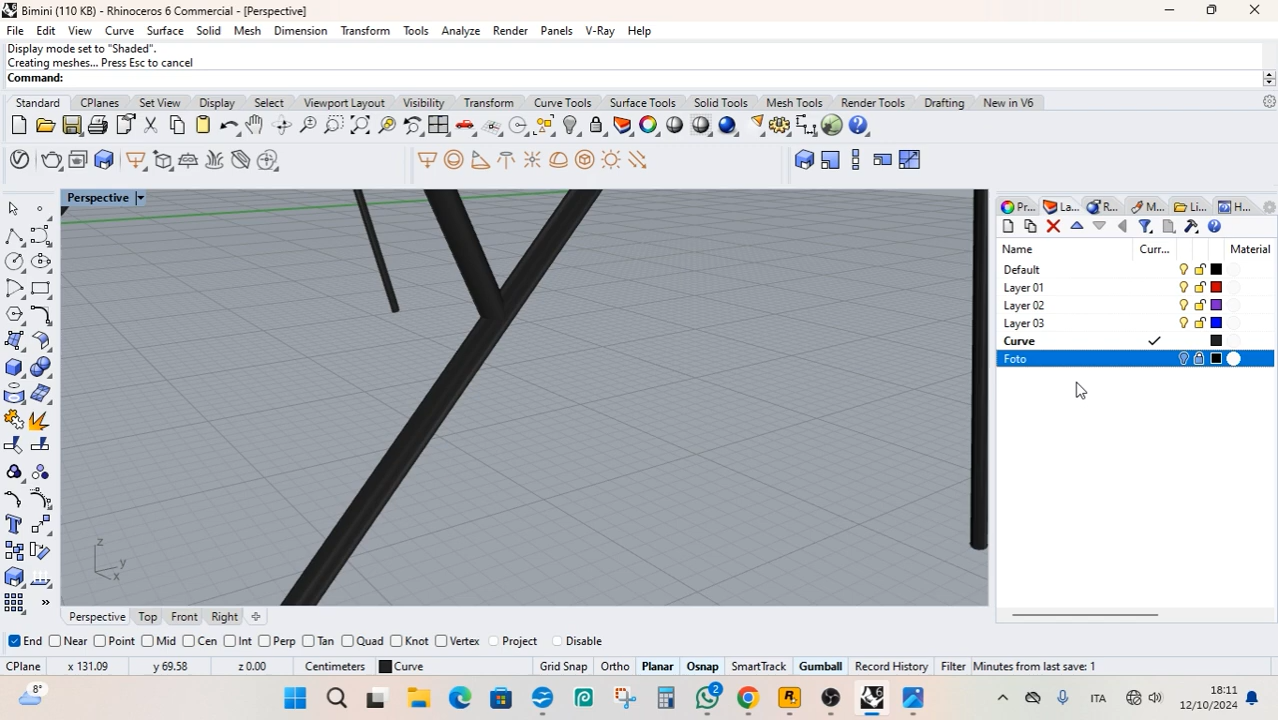 Bimini (110 KB) - Rhinoceros 6 Commercial - [Perspective]
File Edit View Curve Surface Solid Mesh Dimension Transform Tools Analyze Render Panels V-Ray Help
Display mode set to "Shaded".
Creating meshes... Press Esc to cancel
Command:
Standard CPlanes Set View Display Select Viewport Layout Visibility Transform Curve Tools Surface Tools Solid Tools Mesh Tools Render Tools Drafting New in V6
Perspective
Pr... La... R... M... Li... H...
Name Curr... Material
Default
Layer 01
Layer 02
Layer 03
Curve
Foto
z
y
x
Perspective Top Front Right
End Near Point Mid Cen Int Perp Tan Quad Knot Vertex Project Disable
CPlane x 131.09 y 69.58 z 0.00 Centimeters Curve Grid Snap Ortho Planar Osnap SmartTrack Gumball Record History Filter Minutes from last save: 1
8°
2
6
ITA
18:11
12/10/2024